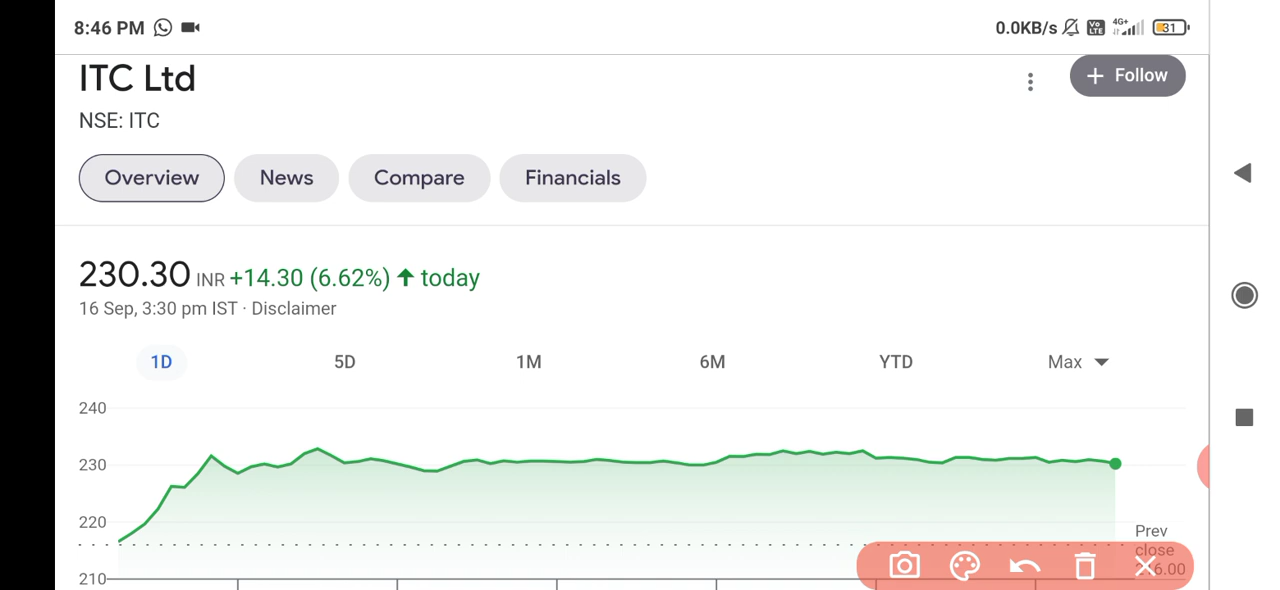 8:46 PM
0.0KB/s Vo LTE 4G+ 31
ITC Ltd
+ Follow
NSE: ITC
Overview News Compare Financials
230.30 INR +14.30 (6.62%) ↑ today
16 Sep, 3:30 pm IST · Disclaimer
1D 5D 1M 6M YTD Max
240
230
220
210
Prev
close